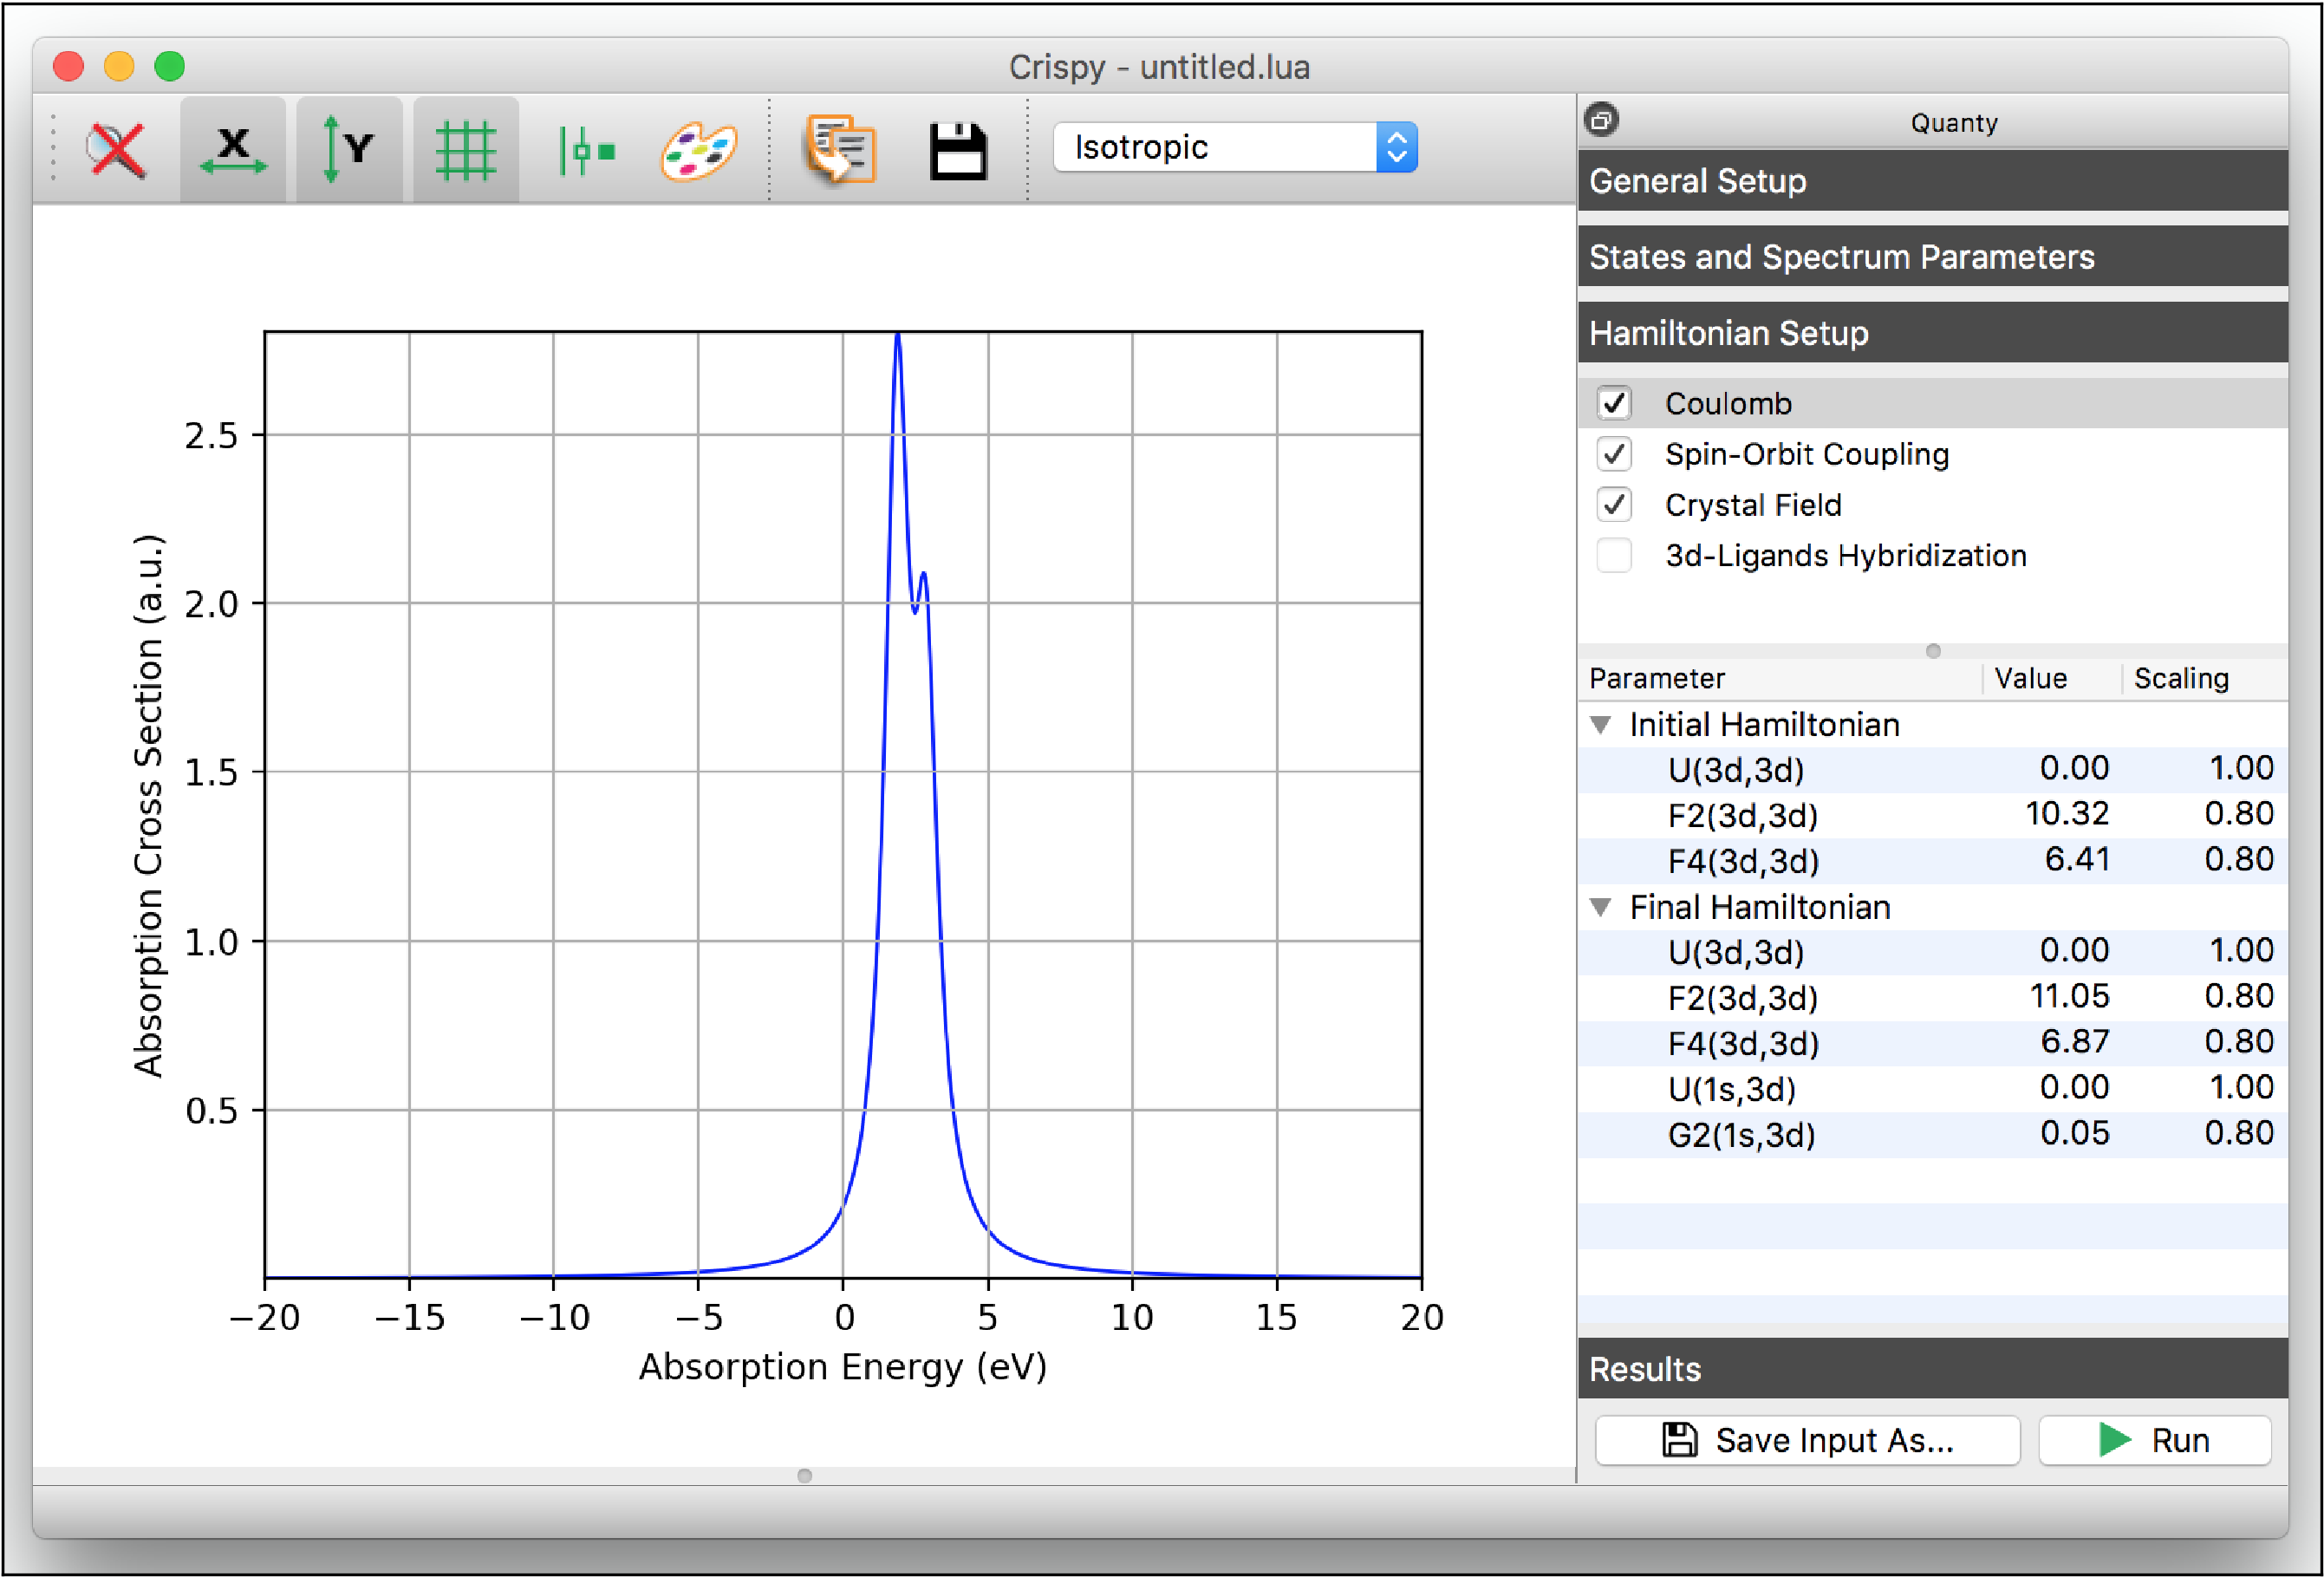 Crispy - untitled.lua
X
Y
Isotropic
Quanty
General Setup
States and Spectrum Parameters
Hamiltonian Setup
Coulomb
Spin-Orbit Coupling
Crystal Field
3d-Ligands Hybridization
Parameter Value Scaling
Initial Hamiltonian
U(3d,3d) 0.00 1.00
F2(3d,3d) 10.32 0.80
F4(3d,3d) 6.41 0.80
Final Hamiltonian
U(3d,3d) 0.00 1.00
F2(3d,3d) 11.05 0.80
F4(3d,3d) 6.87 0.80
U(1s,3d) 0.00 1.00
G2(1s,3d) 0.05 0.80
Results
Save Input As...
Run
Absorption Cross Section (a.u.)
2.5
2.0
1.5
1.0
0.5
−20 −15 −10 −5 0 5 10 15 20
Absorption Energy (eV)